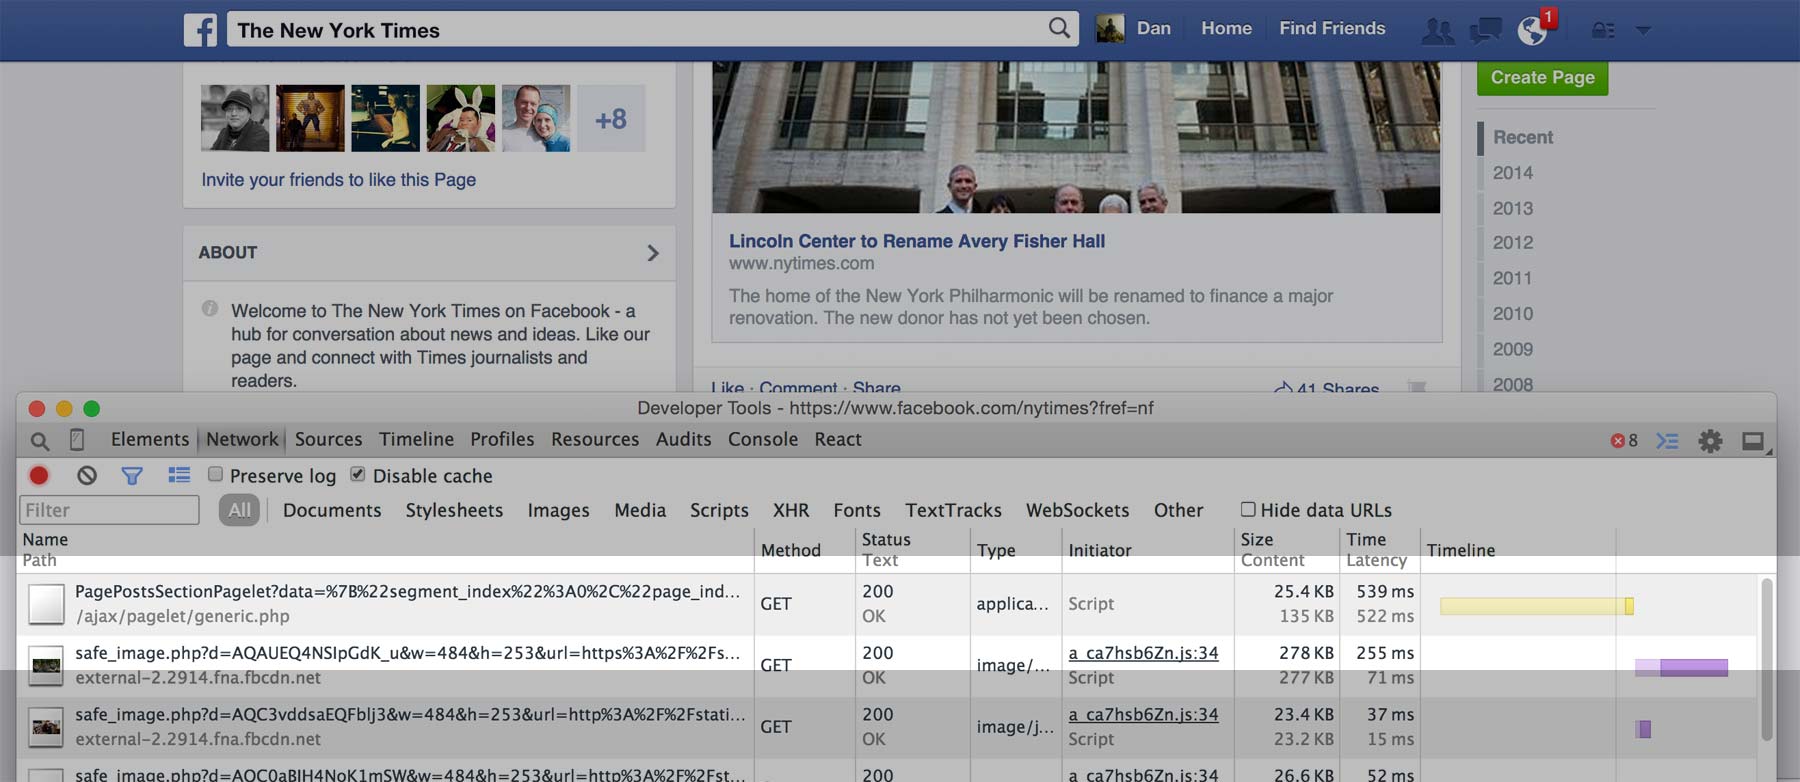 The New York Times
Dan
Home
Find Friends
1
Create Page
+8
Invite your friends to like this Page
Recent
2014
2013
2012
2011
2010
2009
2008
ABOUT
Welcome to The New York Times on Facebook - a
hub for conversation about news and ideas. Like our
page and connect with Times journalists and
readers.
Lincoln Center to Rename Avery Fisher Hall
www.nytimes.com
The home of the New York Philharmonic will be renamed to finance a major
renovation. The new donor has not yet been chosen.
Like · Comment · Share
41 Shares
Developer Tools - https://www.facebook.com/nytimes?fref=nf
Elements Network Sources Timeline Profiles Resources Audits Console React
8
Preserve log Disable cache
Filter
All Documents Stylesheets Images Media Scripts XHR Fonts TextTracks WebSockets Other Hide data URLs
Name Method Status Type Initiator Size Time Timeline
Path Text Content Latency
PagePostsSectionPagelet?data=%7B%22segment_index%22%3A0%2C%22page_ind… GET 200 applica… Script 25.4 KB 539 ms
/ajax/pagelet/generic.php OK 135 KB 522 ms
safe_image.php?d=AQAUEQ4NSIpGdK_u&w=484&h=253&url=https%3A%2F%2Fs… GET 200 image/… a_ca7hsb6Zn.js:34 278 KB 255 ms
external-2.2914.fna.fbcdn.net OK Script 277 KB 71 ms
safe_image.php?d=AQC3vddsaEQFblj3&w=484&h=253&url=http%3A%2F%2Fstati… GET 200 image/j… a_ca7hsb6Zn.js:34 23.4 KB 37 ms
external-2.2914.fna.fbcdn.net OK Script 23.2 KB 15 ms
safe_image.php?d=AQC0aBIH4NoK1mSW&w=484&h=253&url=http%3A%2F%2Fst… 200 a_ca7hsb6Zn.js:34 26.6 KB 52 ms